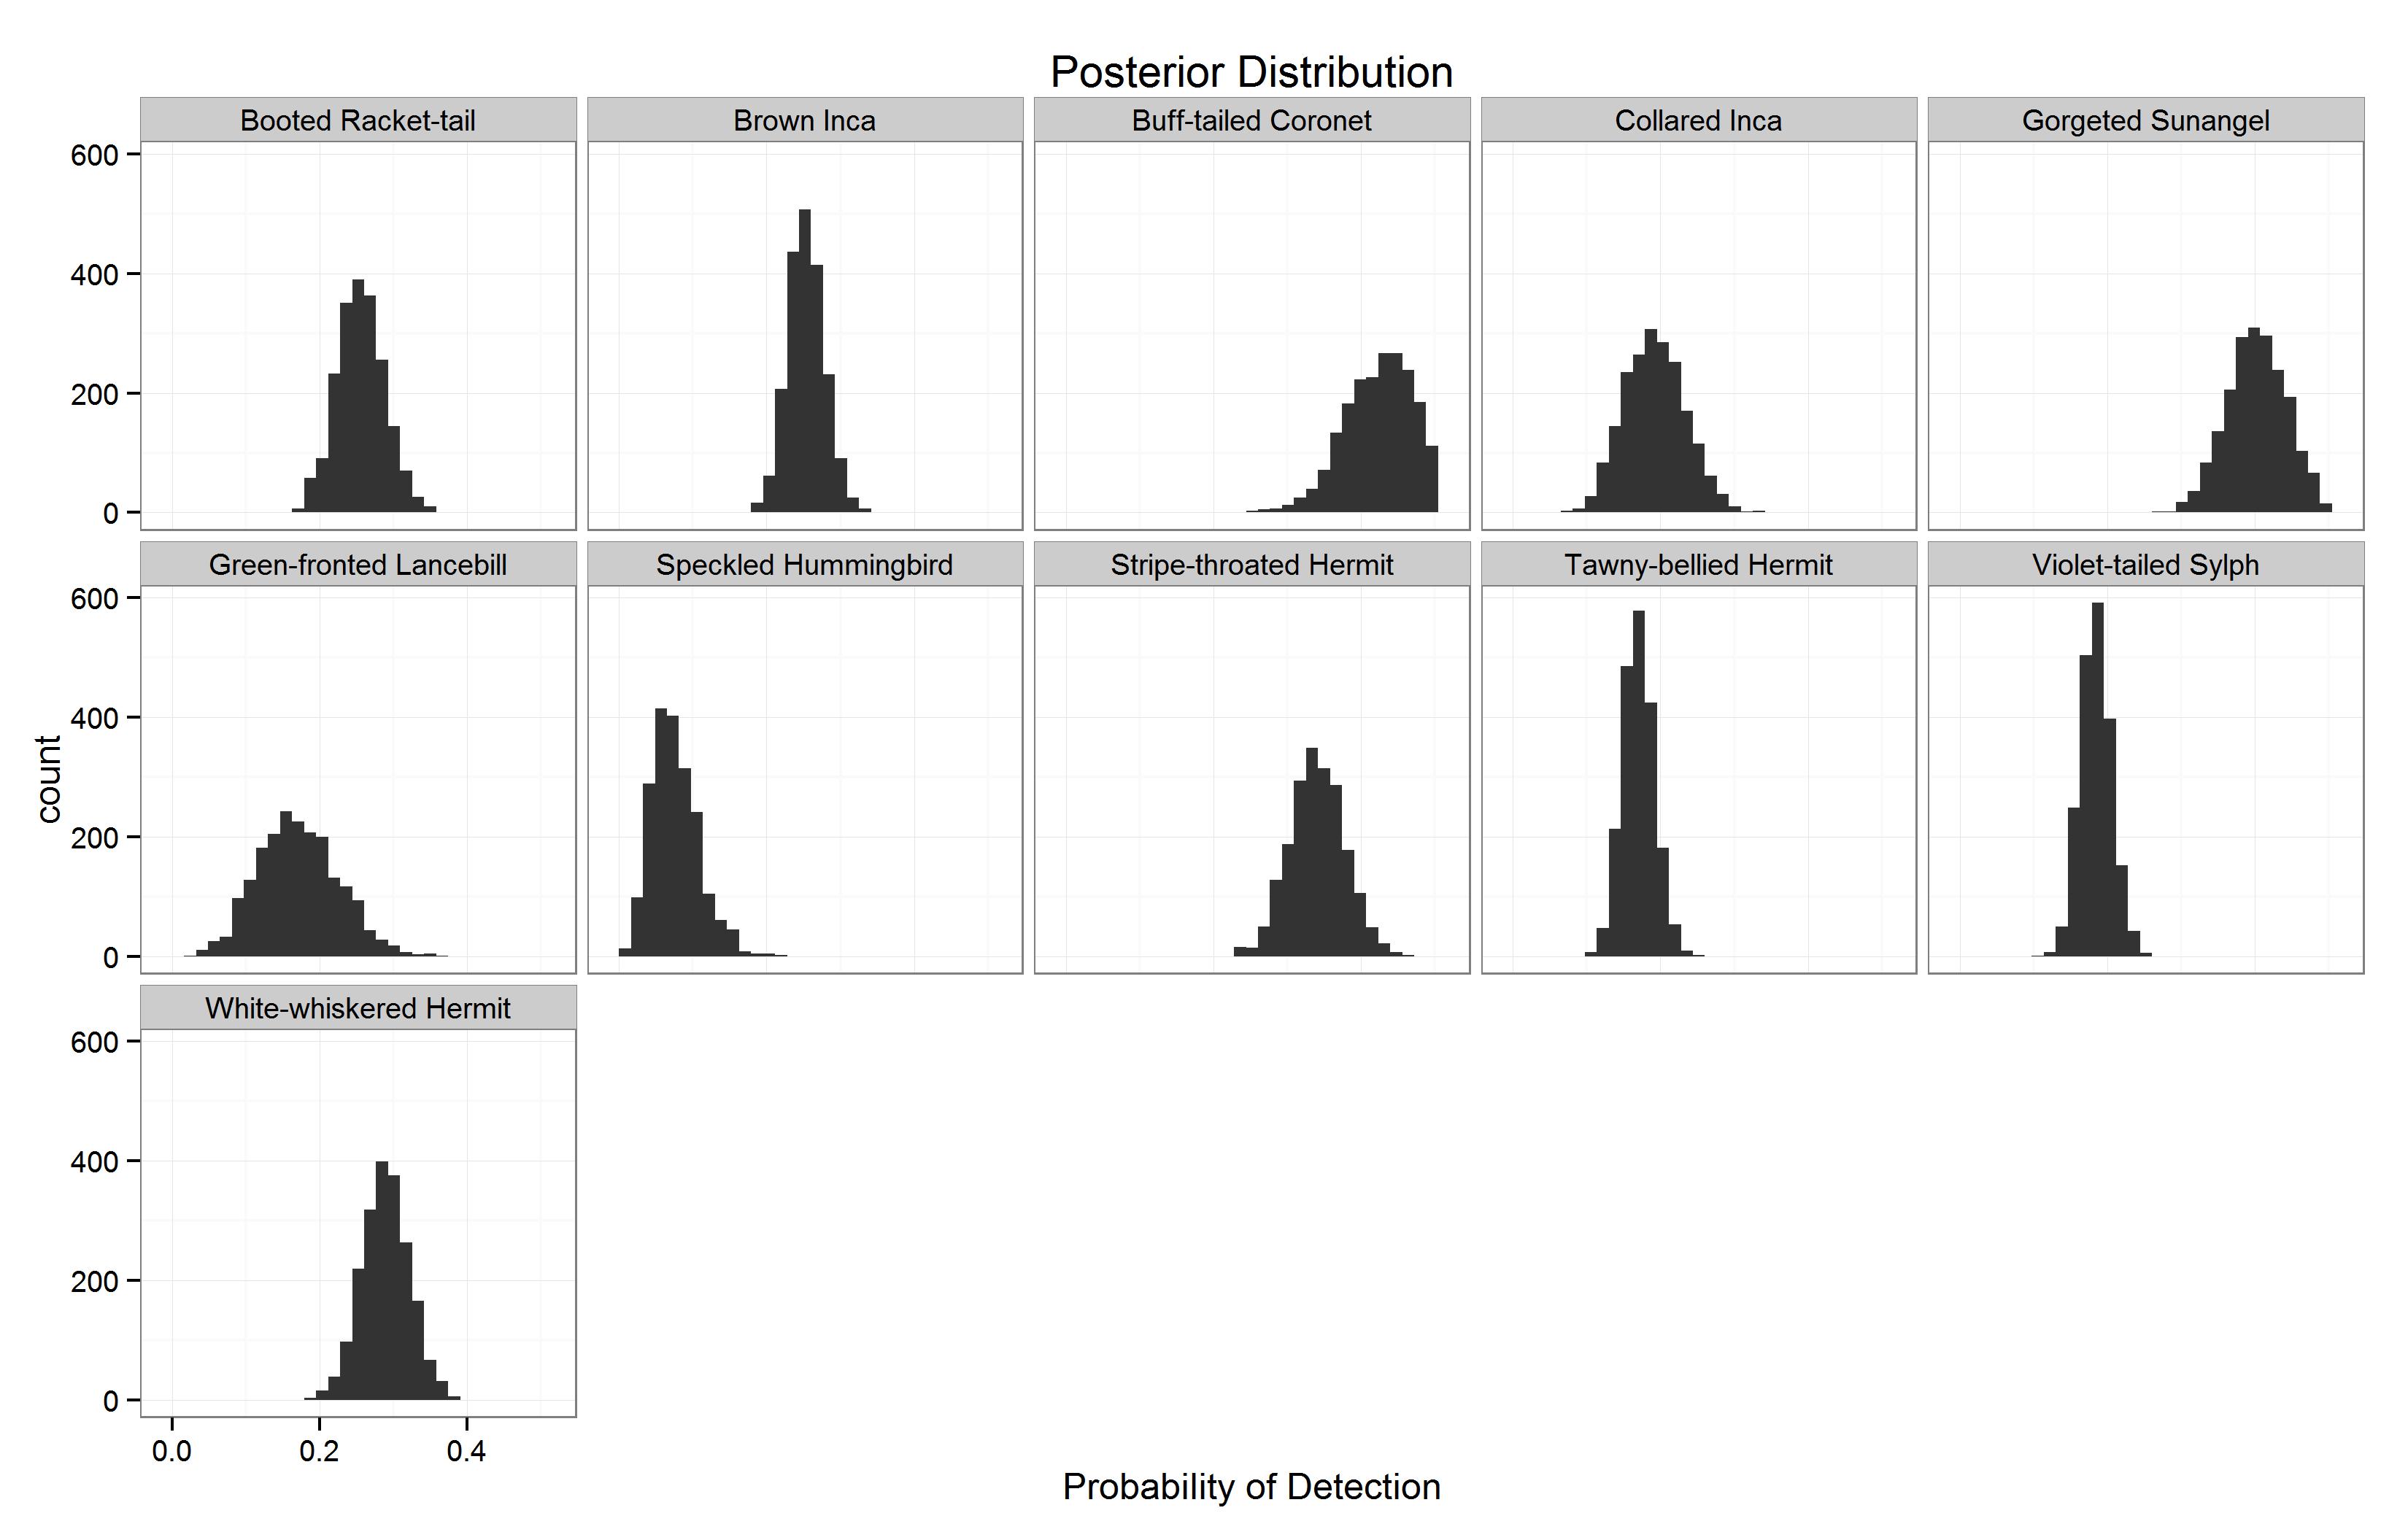 Posterior Distribution
Booted Racket-tail Brown Inca Buff-tailed Coronet Collared Inca Gorgeted Sunangel
600
400
200
0
Green-fronted Lancebill Speckled Hummingbird Stripe-throated Hermit Tawny-bellied Hermit Violet-tailed Sylph
600
400
200
0
count
White-whiskered Hermit
600
400
200
0
0.0 0.2 0.4
Probability of Detection